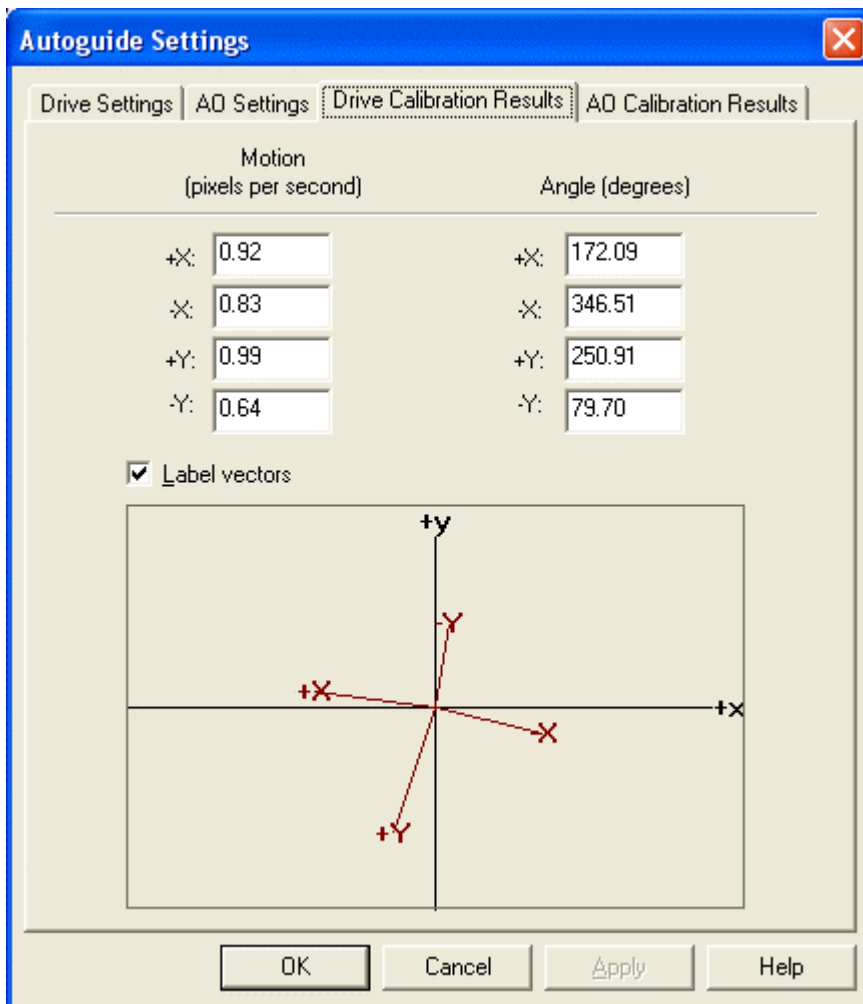 Autoguide Settings
Drive Settings AO Settings Drive Calibration Results AO Calibration Results
Motion
(pixels per second) Angle (degrees)
+X: 0.92 +X: 172.09
-X: 0.83 -X: 346.51
+Y: 0.99 +Y: 250.91
-Y: 0.64 -Y: 79.70
Label vectors
+y
-Y
+X
+x
-X
+Y
OK Cancel Apply Help